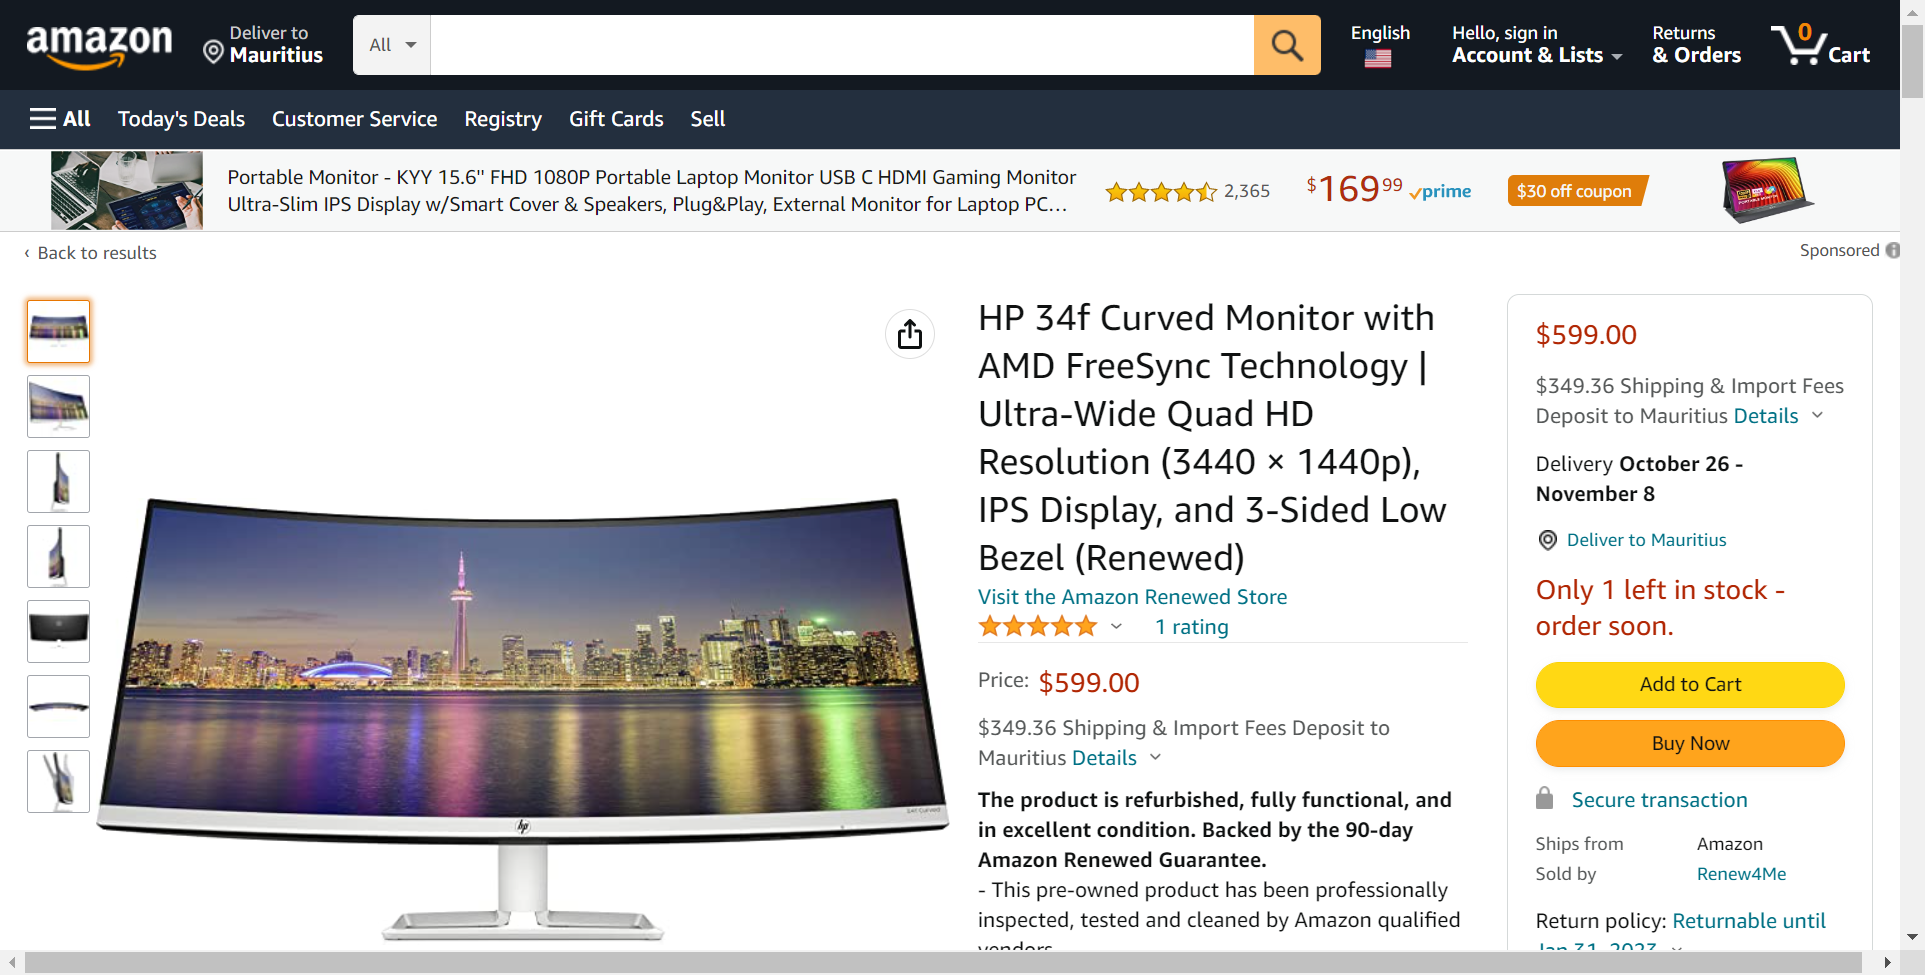 amazon
Deliver to
Mauritius
All
English
Hello, sign in
Account & Lists
Returns
& Orders
0
Cart
All
Today's Deals
Customer Service
Registry
Gift Cards
Sell
Portable Monitor - KYY 15.6'' FHD 1080P Portable Laptop Monitor USB C HDMI Gaming Monitor
Ultra-Slim IPS Display w/Smart Cover & Speakers, Plug&Play, External Monitor for Laptop PC…
2,365
$169 99
prime
$30 off coupon
‹ Back to results
Sponsored
HP 34f Curved Monitor with
AMD FreeSync Technology |
Ultra-Wide Quad HD
Resolution (3440 × 1440p),
IPS Display, and 3-Sided Low
Bezel (Renewed)
Visit the Amazon Renewed Store
1 rating
Price: $599.00
$349.36 Shipping & Import Fees Deposit to
Mauritius Details
The product is refurbished, fully functional, and
in excellent condition. Backed by the 90-day
Amazon Renewed Guarantee.
- This pre-owned product has been professionally
inspected, tested and cleaned by Amazon qualified
vendors.
hp
$599.00
$349.36 Shipping & Import Fees
Deposit to Mauritius Details
Delivery October 26 -
November 8
Deliver to Mauritius
Only 1 left in stock -
order soon.
Add to Cart
Buy Now
Secure transaction
Ships from Amazon
Sold by Renew4Me
Return policy: Returnable until
Jan 31, 2023